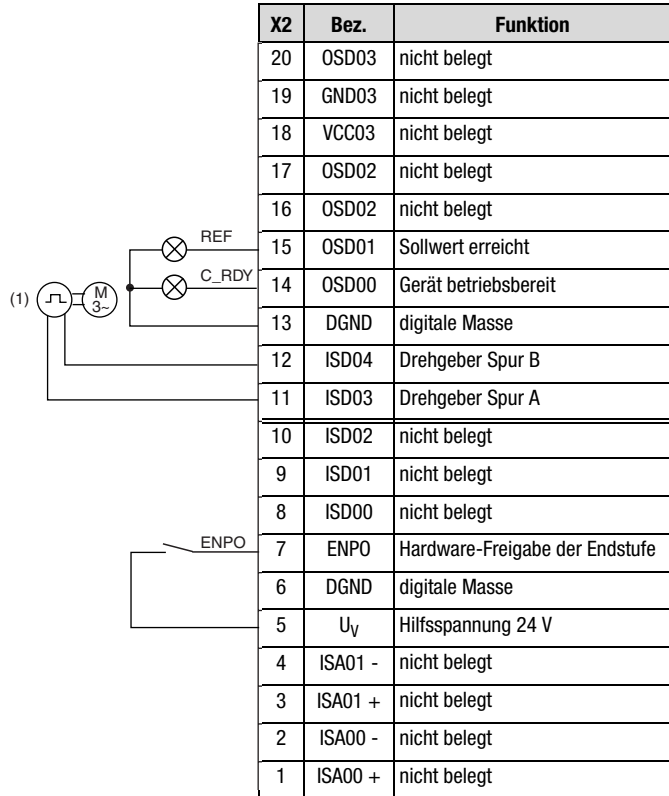 X2 Bez. Funktion
20 OSD03 nicht belegt
19 GND03 nicht belegt
18 VCC03 nicht belegt
17 OSD02 nicht belegt
16 OSD02 nicht belegt
REF 15 OSD01 Sollwert erreicht
C_RDY 14 OSD00 Gerät betriebsbereit
(1) M 3~
13 DGND digitale Masse
12 ISD04 Drehgeber Spur B
11 ISD03 Drehgeber Spur A
10 ISD02 nicht belegt
9 ISD01 nicht belegt
8 ISD00 nicht belegt
ENPO 7 ENPO Hardware-Freigabe der Endstufe
6 DGND digitale Masse
5 UV Hilfsspannung 24 V
4 ISA01 - nicht belegt
3 ISA01 + nicht belegt
2 ISA00 - nicht belegt
1 ISA00 + nicht belegt